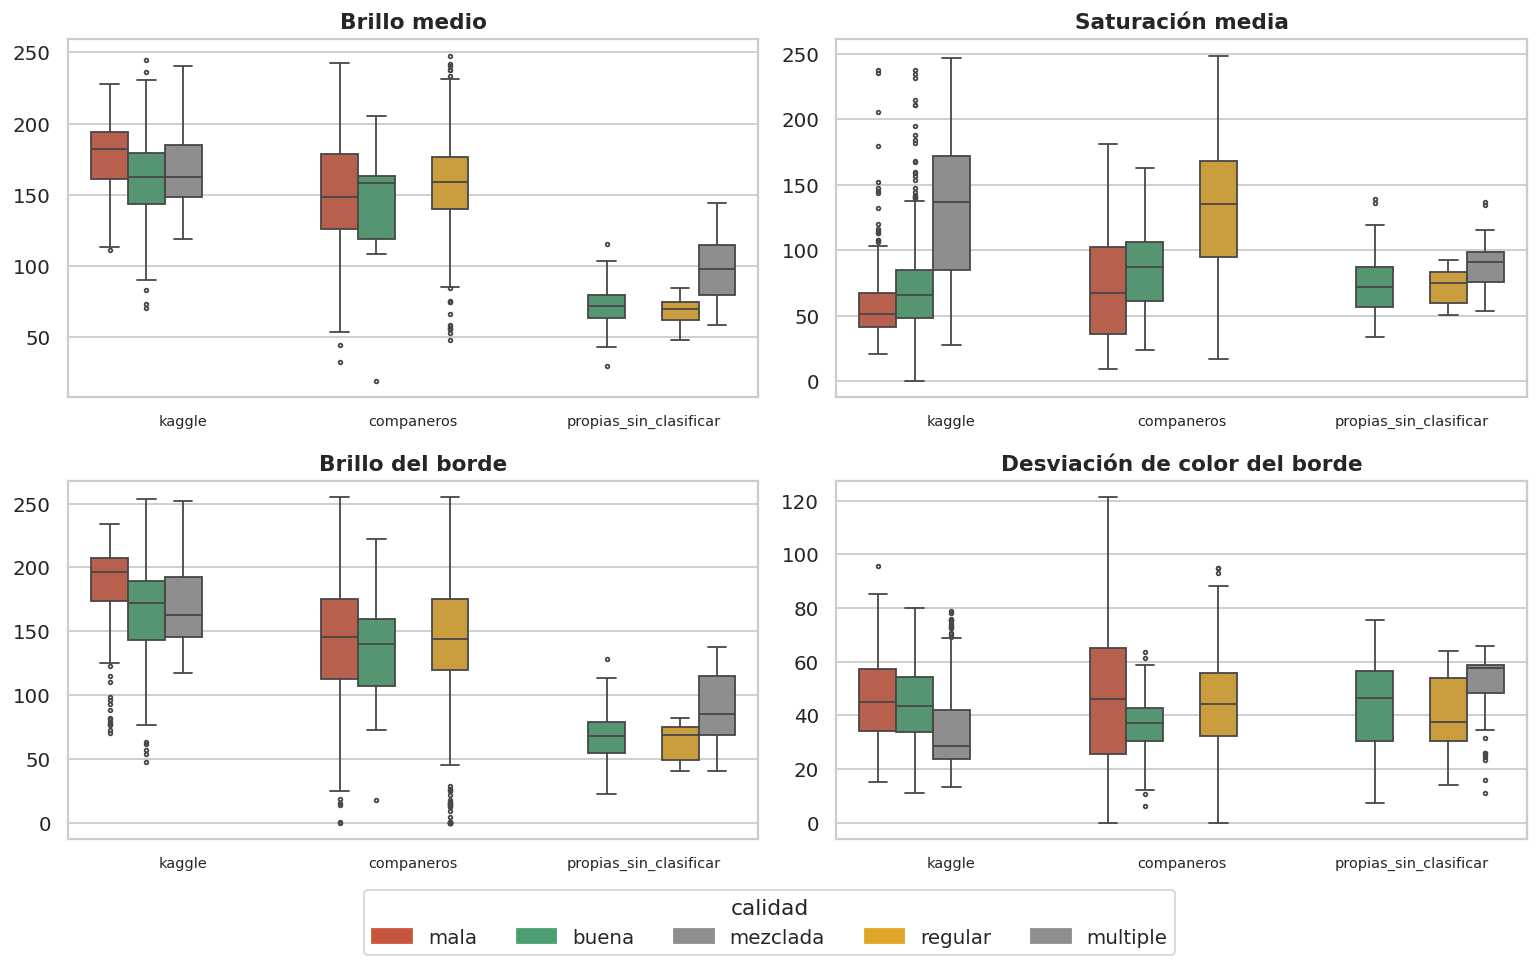 Brillo medio
250
200
150
100
50
kaggle
companeros
propias_sin_clasificar
Saturación media
250
200
150
100
50
0
kaggle
companeros
propias_sin_clasificar
Brillo del borde
250
200
150
100
50
0
kaggle
companeros
propias_sin_clasificar
Desviación de color del borde
120
100
80
60
40
20
0
kaggle
companeros
propias_sin_clasificar
calidad
mala
buena
mezclada
regular
multiple